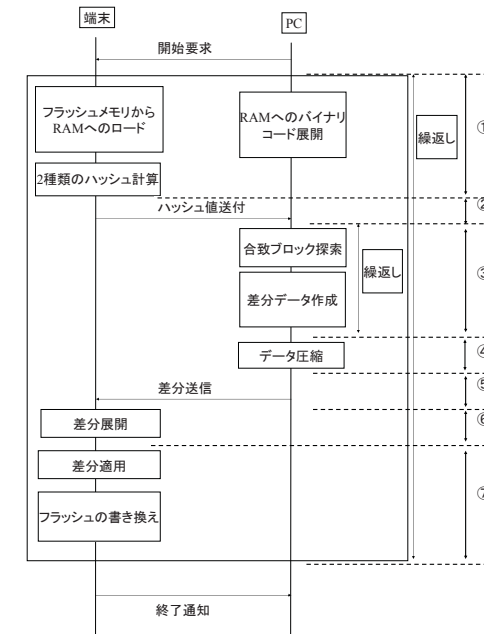 端末
PC
開始要求
フラッシュメモリから
RAMへのロード
RAMへのバイナリ
コード展開
繰返し
①
2種類のハッシュ計算
ハッシュ値送付
②
合致ブロック探索
繰返し
③
差分データ作成
データ圧縮
④
差分送信
⑤
差分展開
⑥
差分適用
フラッシュの書き換え
⑦
終了通知